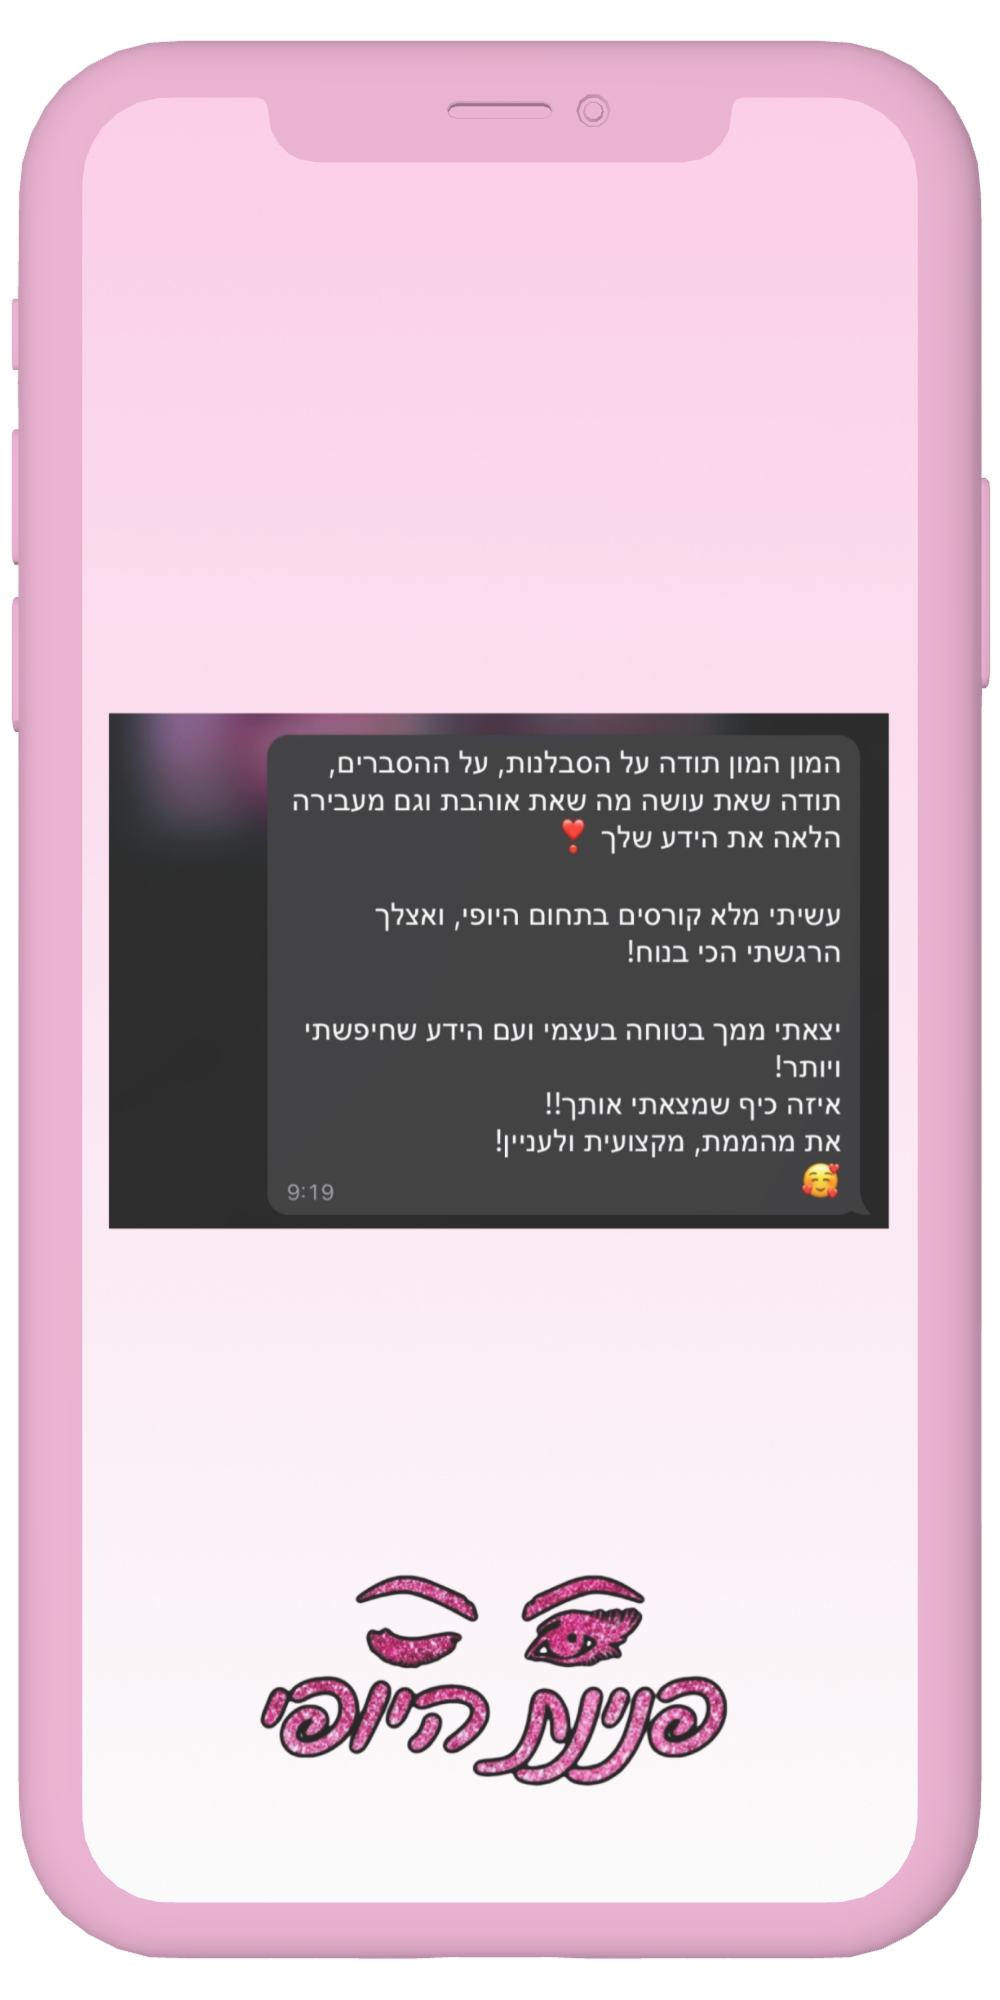 המון המון תודה על הסבלנות, על ההסברים,
תודה שאת עושה מה שאת אוהבת וגם מעבירה
הלאה את הידע שלך ❣️
עשיתי מלא קורסים בתחום היופי, ואצלך
הרגשתי הכי בנוח!
יצאתי ממך בטוחה בעצמי ועם הידע שחיפשתי
ויותר!
איזה כיף שמצאתי אותך!!
את מהממת, מקצועית ולעניין!
🥰
9:19
פינת היופי